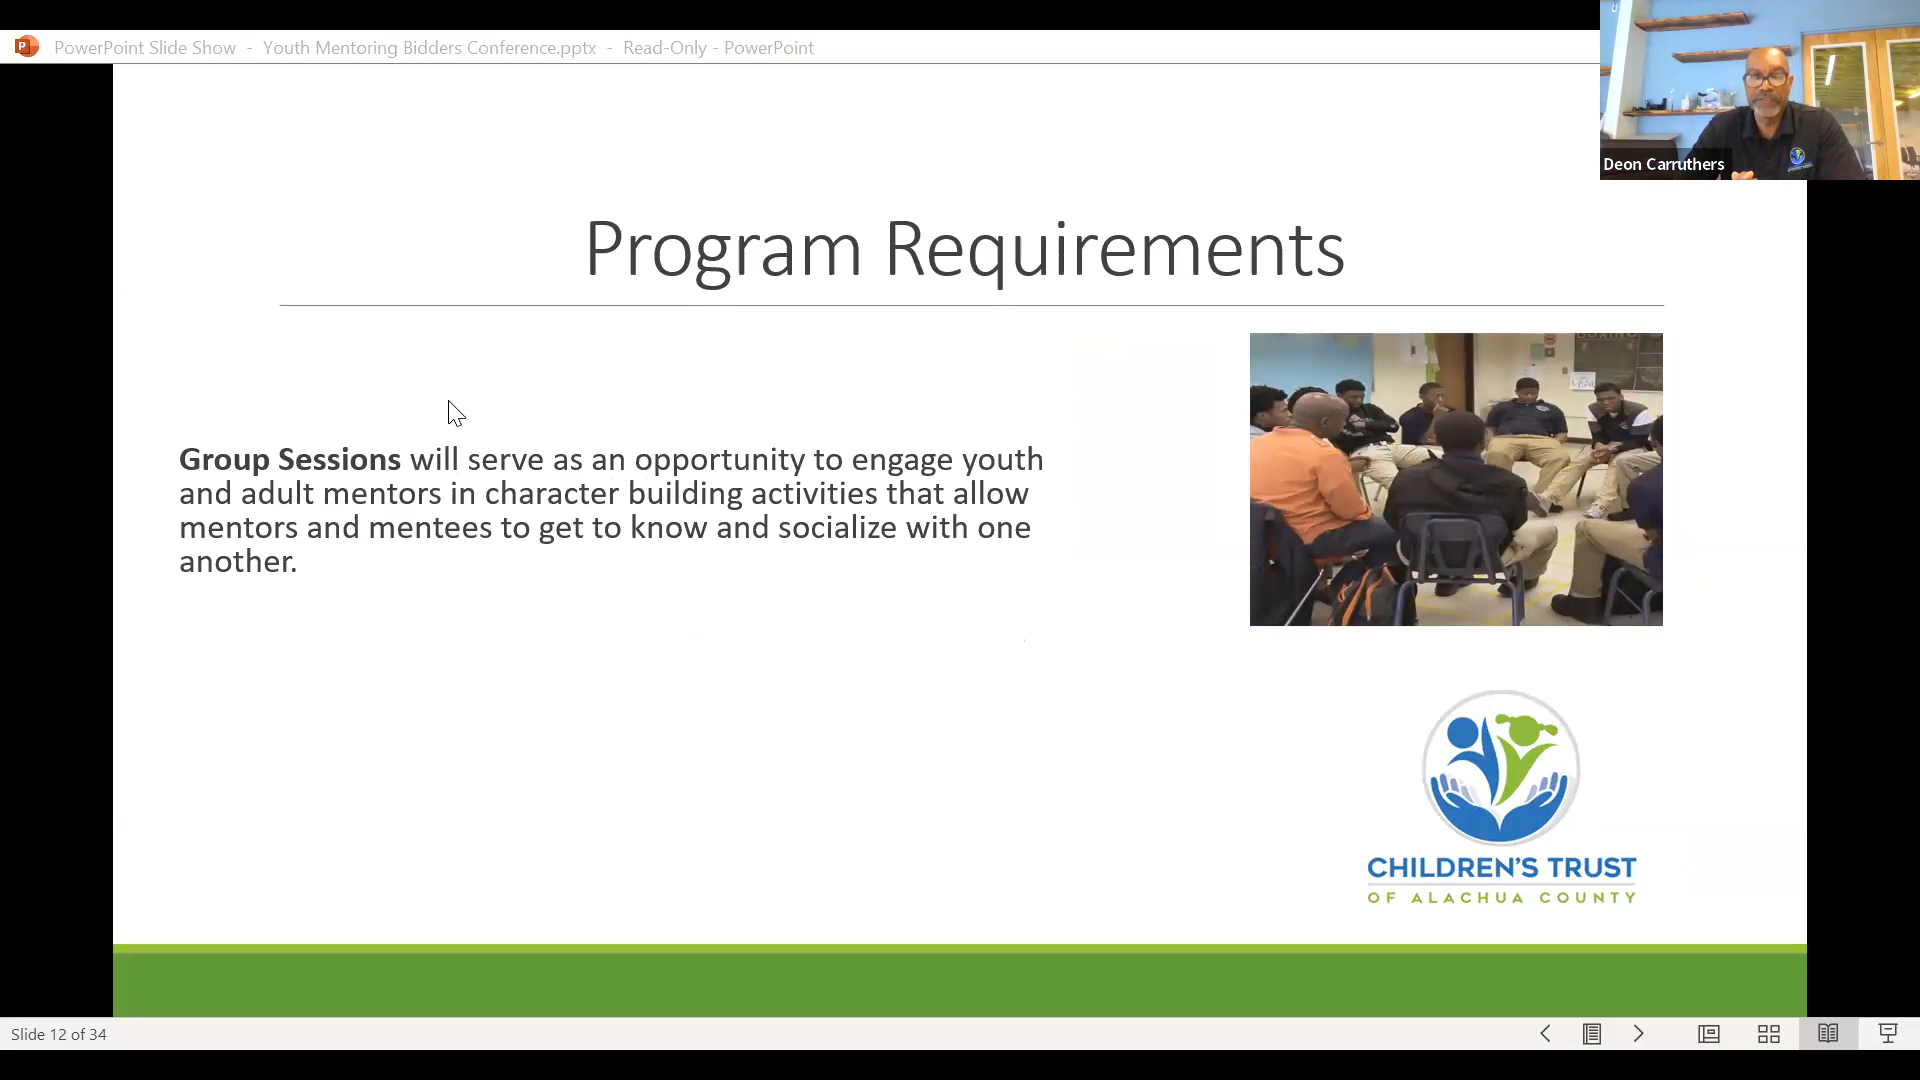 PowerPoint Slide Show - Youth Mentoring Bidders Conference.pptx - Read-Only - PowerPoint
Deon Carruthers
Program Requirements
Group Sessions will serve as an opportunity to engage youth
and adult mentors in character building activities that allow
mentors and mentees to get to know and socialize with one
another.
CHILDREN'S TRUST
OF ALACHUA COUNTY
Slide 12 of 34